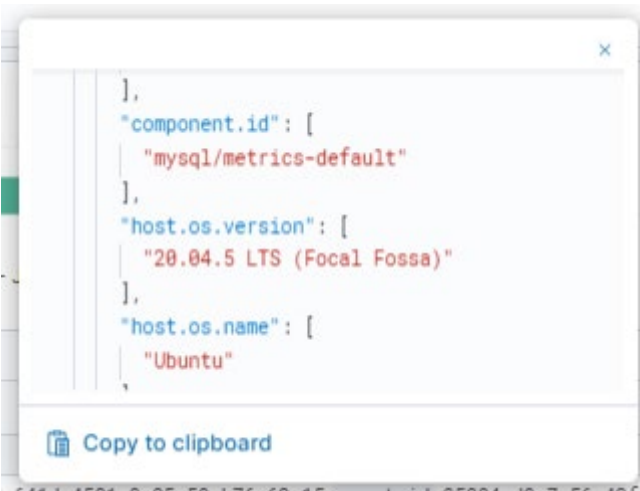 ×
],
"component.id": [
"mysql/metrics-default"
],
"host.os.version": [
"20.04.5 LTS (Focal Fossa)"
],
"host.os.name": [
"Ubuntu"
Copy to clipboard